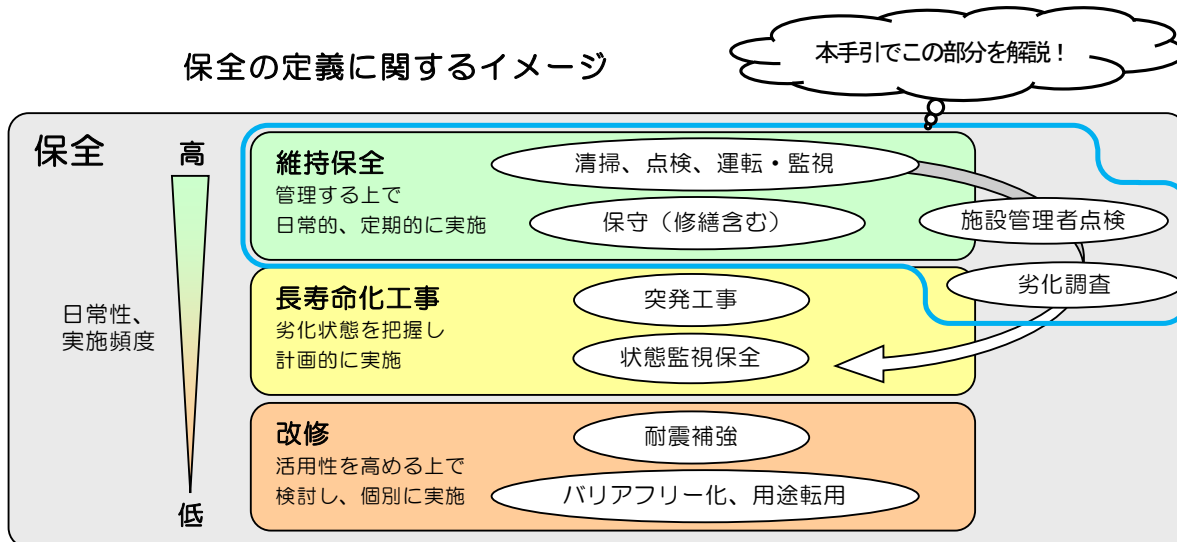 本手引でこの部分を解説！
保全の定義に関するイメージ
保全
高
日常性、
実施頻度
低
維持保全
管理する上で
日常的、定期的に実施
清掃、点検、運転・監視
保守（修繕含む）
施設管理者点検
劣化調査
長寿命化工事
劣化状態を把握し
計画的に実施
突発工事
状態監視保全
改修
活用性を高める上で
検討し、個別に実施
耐震補強
バリアフリー化、用途転用